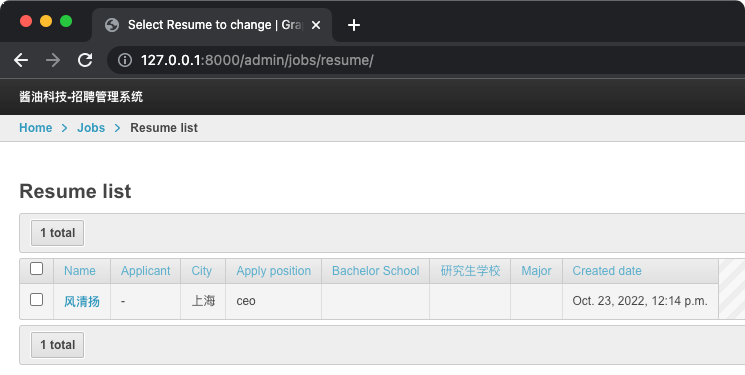 Select Resume to change | Gra
127.0.0.1:8000/admin/jobs/resume/
酱油科技-招聘管理系统
Home > Jobs > Resume list
Resume list
1 total
Name Applicant City Apply position Bachelor School 研究生学校 Major Created date
风清扬 - 上海 ceo Oct. 23, 2022, 12:14 p.m.
1 total